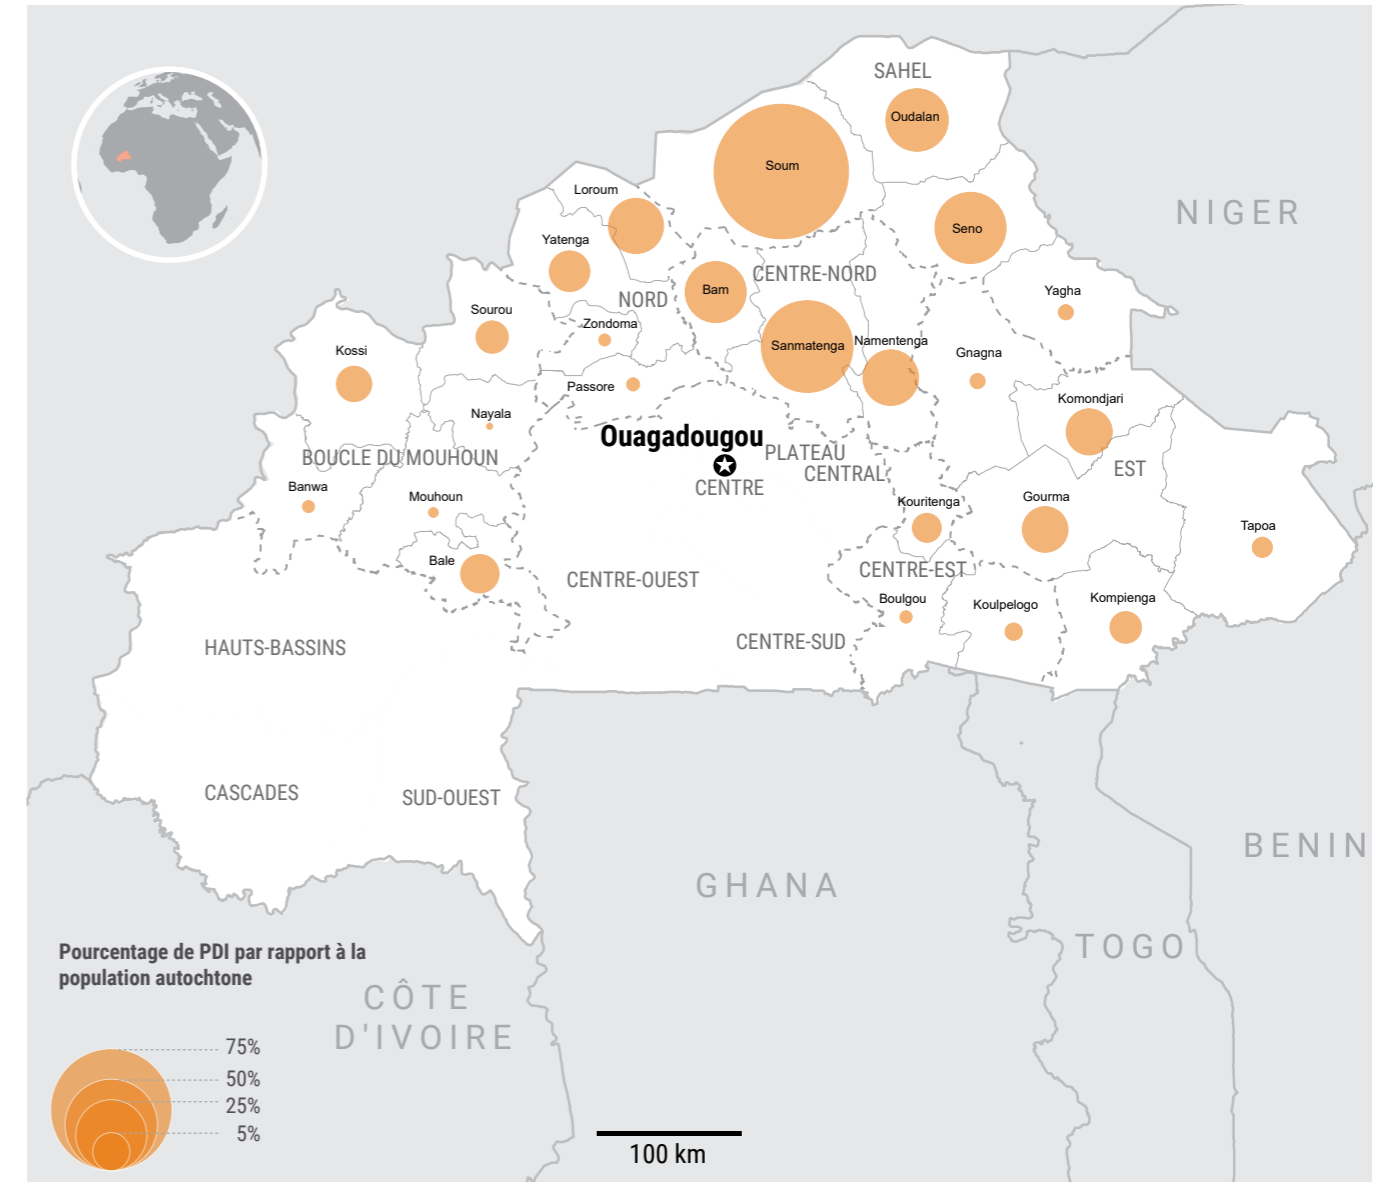 SAHEL
Oudalan
Soum
Loroum
NIGER
Seno
Yatenga
CENTRE-NORD
Bam
Yagha
NORD
Sourou
Zondoma
Sanmatenga
Namentenga
Kossi
Gnagna
Passore
Komondjari
Nayala
Ouagadougou
PLATEAU
CENTRAL
BOUCLE DU MOUHOUN
EST
Banwa
CENTRE
Mouhoun
Kouritenga
Gourma
Tapoa
Bale
CENTRE-EST
CENTRE-OUEST
Boulgou
Koulpelogo
Kompienga
HAUTS-BASSINS
CENTRE-SUD
CASCADES
SUD-OUEST
BENIN
GHANA
TOGO
Pourcentage de PDI par rapport à la
population autochtone
CÔTE
D'IVOIRE
75%
50%
25%
5%
100 km